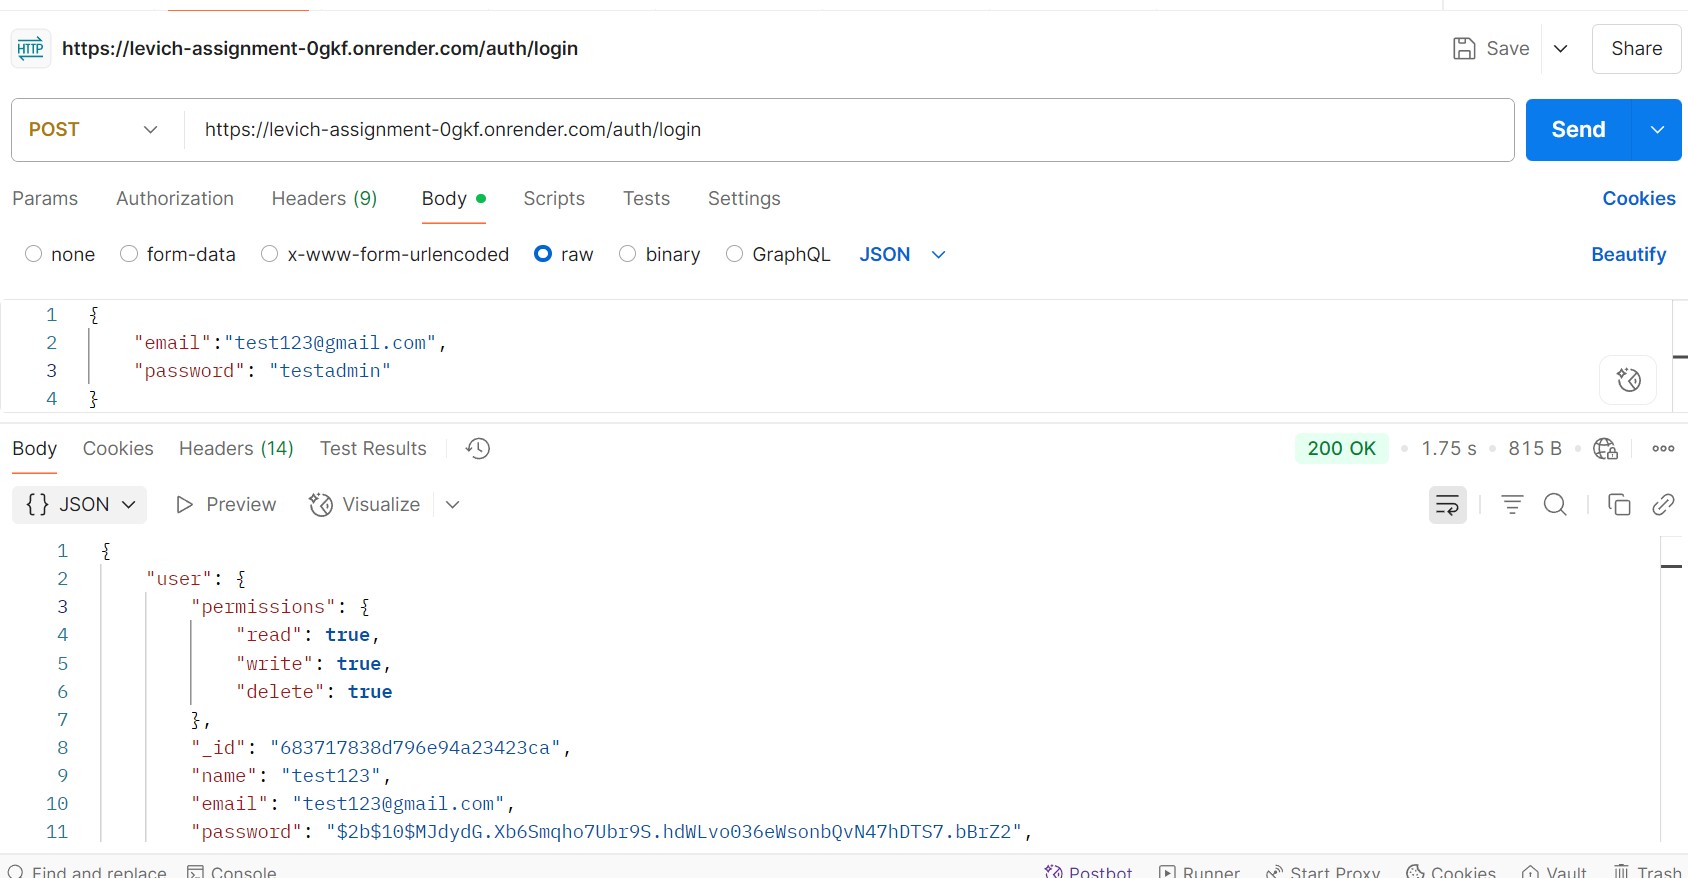 HTTP https://levich-assignment-0gkf.onrender.com/auth/login Save Share
POST https://levich-assignment-0gkf.onrender.com/auth/login Send
Params Authorization Headers (9) Body Scripts Tests Settings Cookies
none form-data x-www-form-urlencoded raw binary GraphQL JSON Beautify
1 {
2 "email":"test123@gmail.com",
3 "password": "testadmin"
4 }
Body Cookies Headers (14) Test Results 200 OK • 1.75 s • 815 B •
{} JSON Preview Visualize
1 {
2 "user": {
3 "permissions": {
4 "read": true,
5 "write": true,
6 "delete": true
7 },
8 "_id": "683717838d796e94a23423ca",
9 "name": "test123",
10 "email": "test123@gmail.com",
11 "password": "$2b$10$MJdydG.Xb6Smqho7Ubr9S.hdWLvo036eWsonbQvN47hDTS7.bBrZ2",
Find and replace Console Postbot Runner Start Proxy Cookies Vault Trash